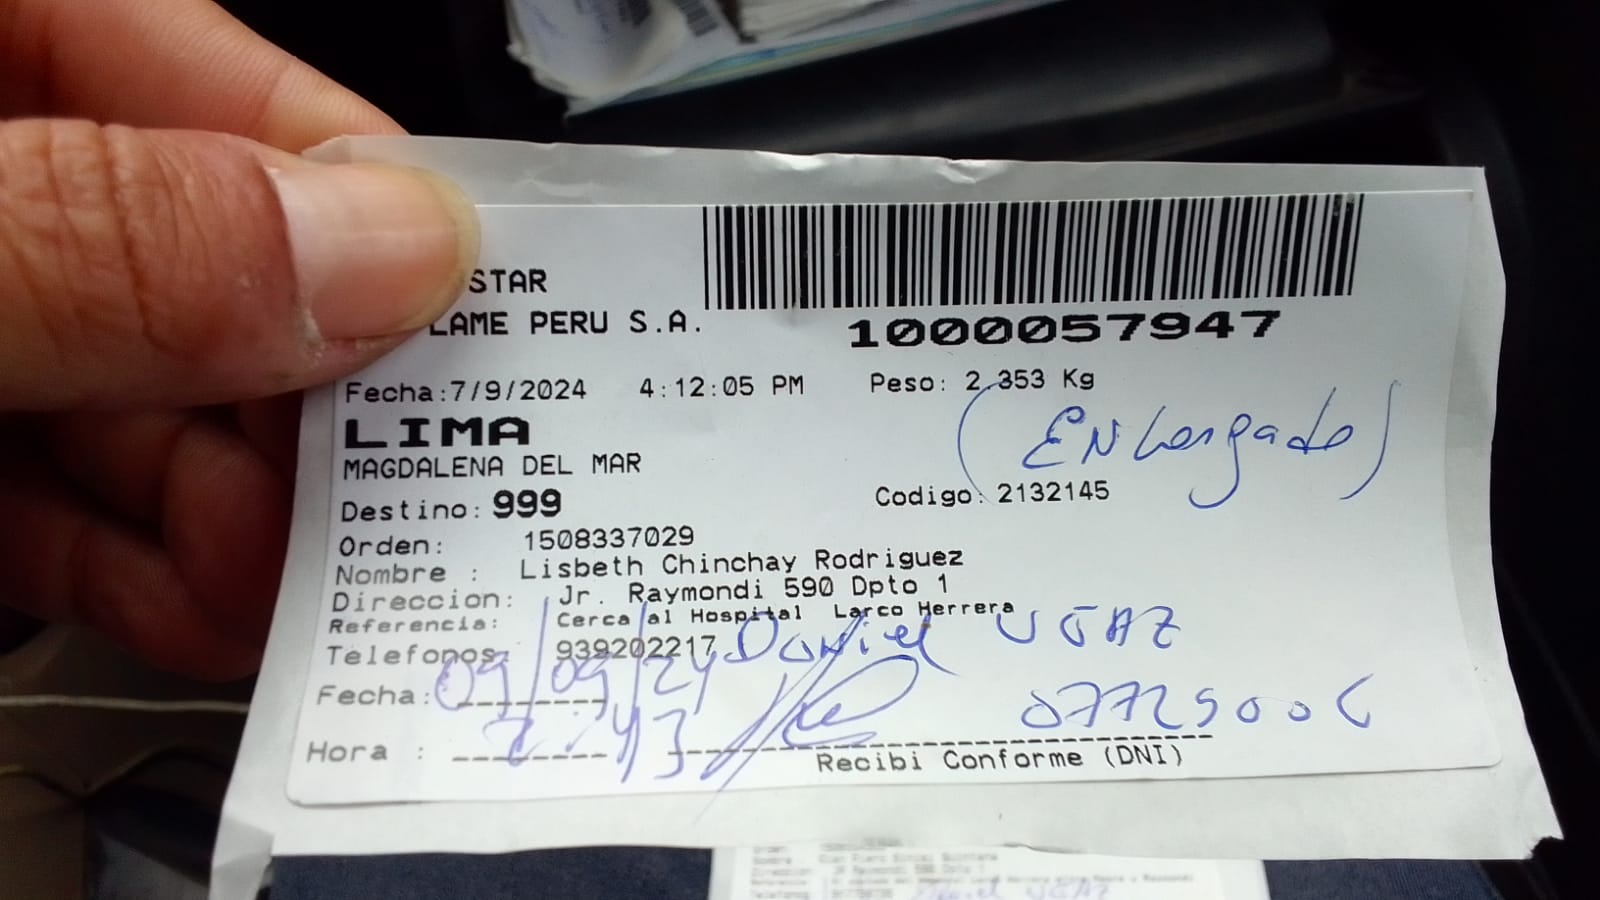 STAR
LAME PERU S.A.
1000057947
Fecha:7/9/2024 4:12:05 PM Peso: 2.353 Kg
LIMA
(ENCargado)
MAGDALENA DEL MAR
Destino: 999 Codigo: 2132145
Orden: 1508337029
Nombre : Lisbeth Chinchay Rodriguez
Direccion: Jr. Raymondi 590 Dpto 1
Referencia: Cerca al Hospital Larco Herrera
Telefonos: 939202217 Daniel
Fecha: 09/09/24
Hora :
Recibi Conforme (DNI)